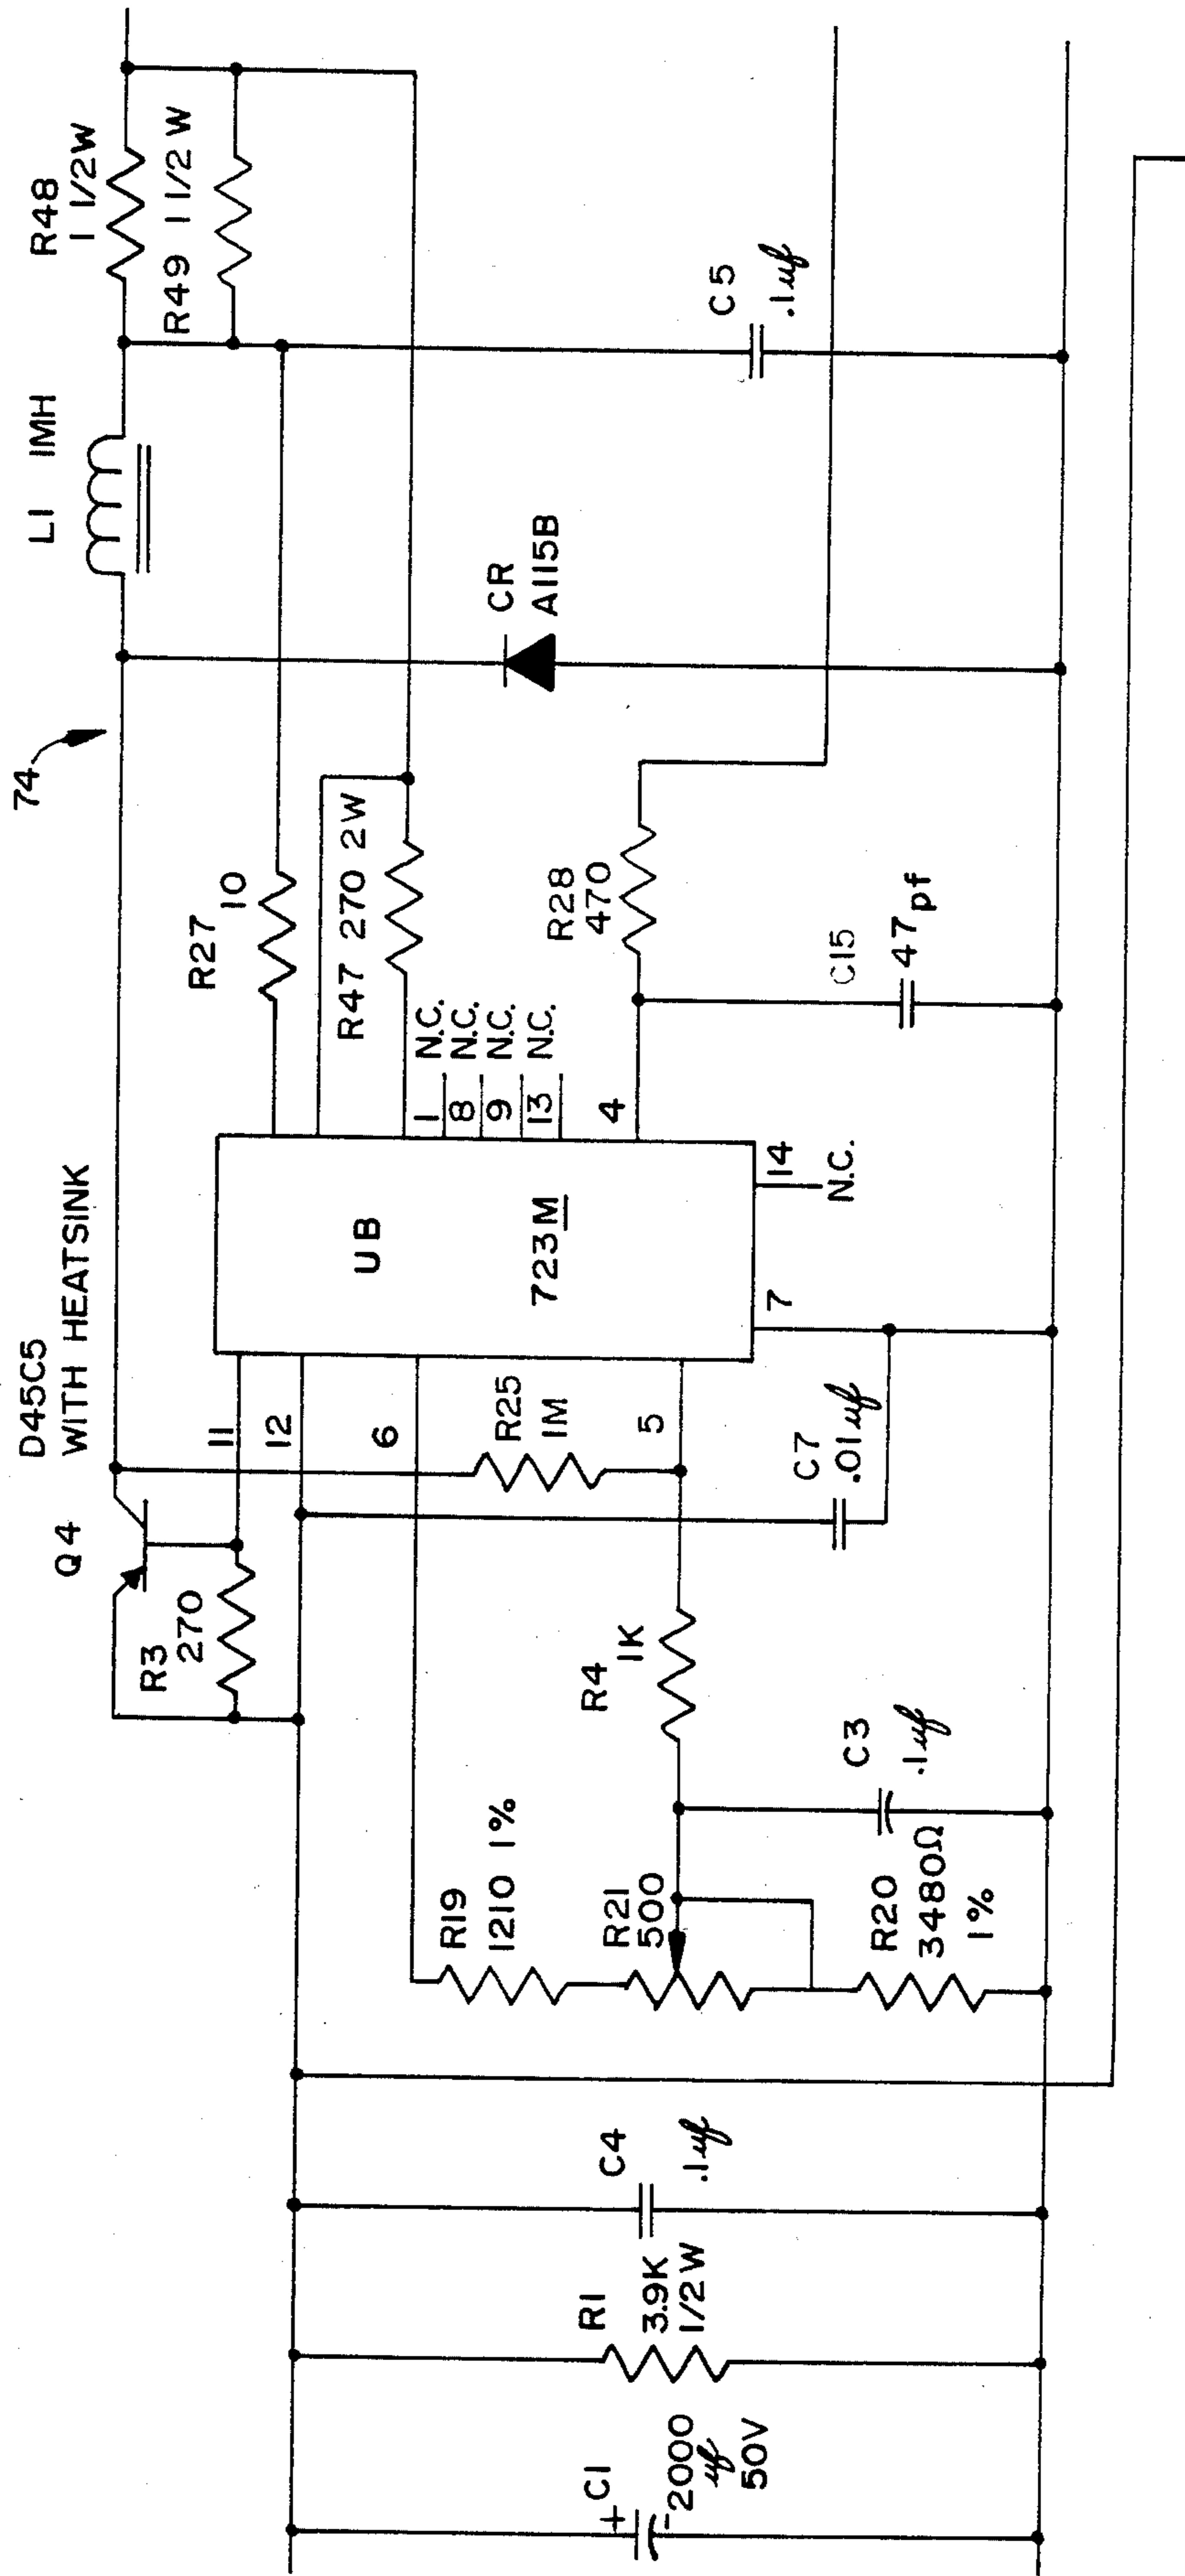 74
D45C5
WITH HEATSINK
Q4
L1 1MH
R48
1 1/2W
R49 1 1/2W
R3
270
11
12
6
5
R25
1M
UB
723M
R27
10
R47 270 2W
1 N.C.
8 N.C.
9 N.C.
13 N.C.
4
7
14
N.C.
R28
470
C15
47pf
CR
A115B
C5
.1uf
C7
.01uf
R4
1K
C3
.1uf
R19
1210 1%
R21
500
R20
3480Ω
1%
C4
.1uf
R1
3.9K
1/2W
C1
+
-
2000
uf
50V